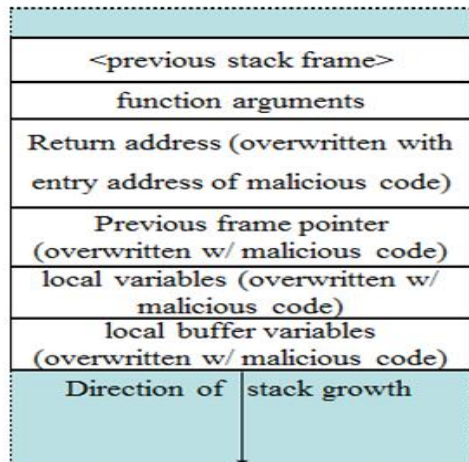 <previous stack frame>
function arguments
Return address (overwritten with
entry address of malicious code)
Previous frame pointer
(overwritten w/ malicious code)
local variables (overwritten w/
malicious code)
local buffer variables
(overwritten w/ malicious code)
Direction of stack growth